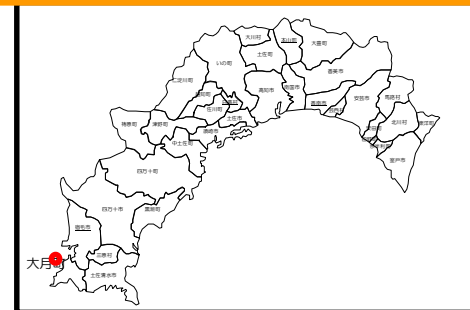 大川村
本山町
大豊町
土佐町
いの町
香美市
仁淀川町
高知市
南国市
安芸市
馬路村
香南市
佐川町
土佐市
北川村
東洋町
梼原町
津野町
須崎市
中土佐町
室戸市
四万十町
四万十市
黒潮町
宿毛市
三原村
大月
土佐清水市